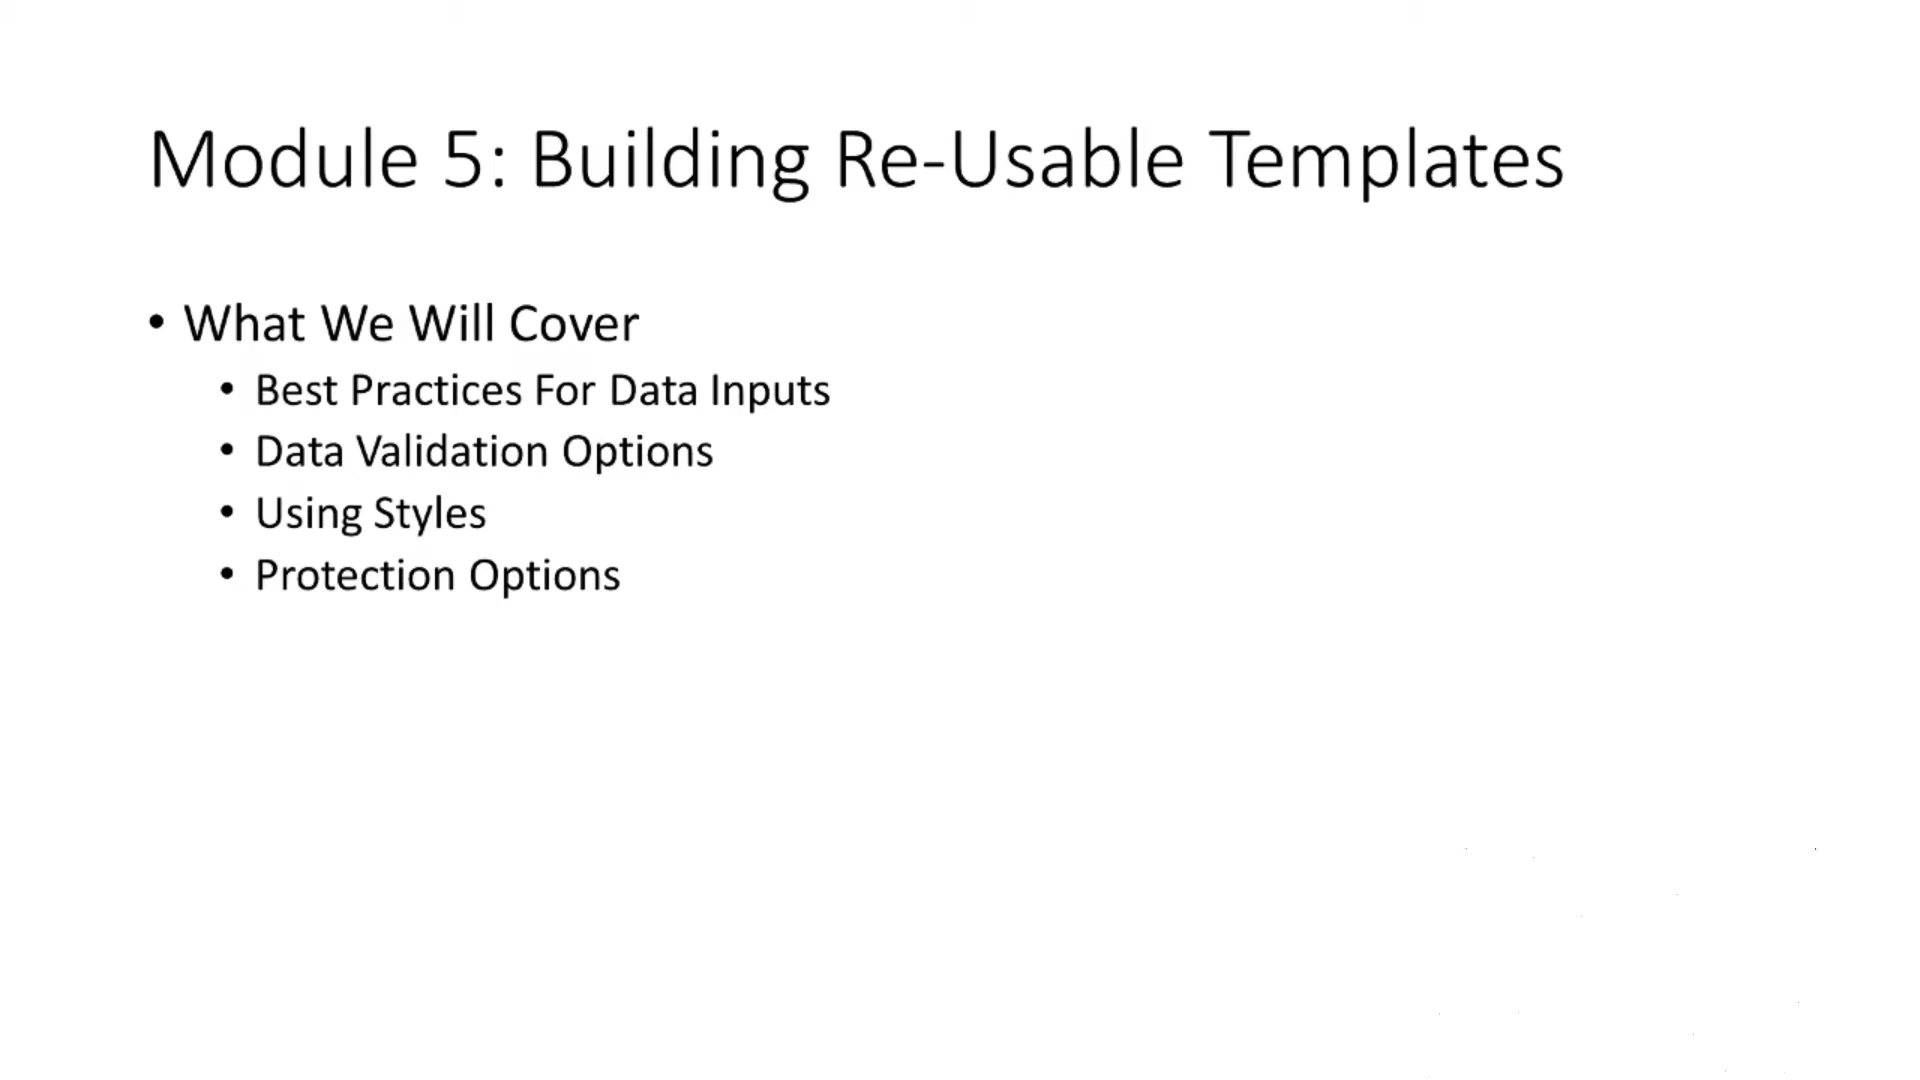 Module 5: Building Re-Usable Templates
• What We Will Cover
• Best Practices For Data Inputs
• Data Validation Options
• Using Styles
• Protection Options